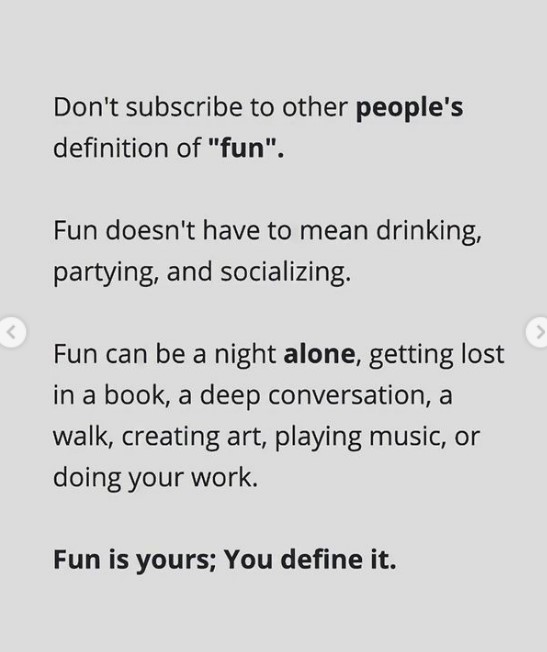 Don't subscribe to other people's
definition of "fun".
Fun doesn't have to mean drinking,
partying, and socializing.
Fun can be a night alone, getting lost
in a book, a deep conversation, a
walk, creating art, playing music, or
doing your work.
Fun is yours; You define it.